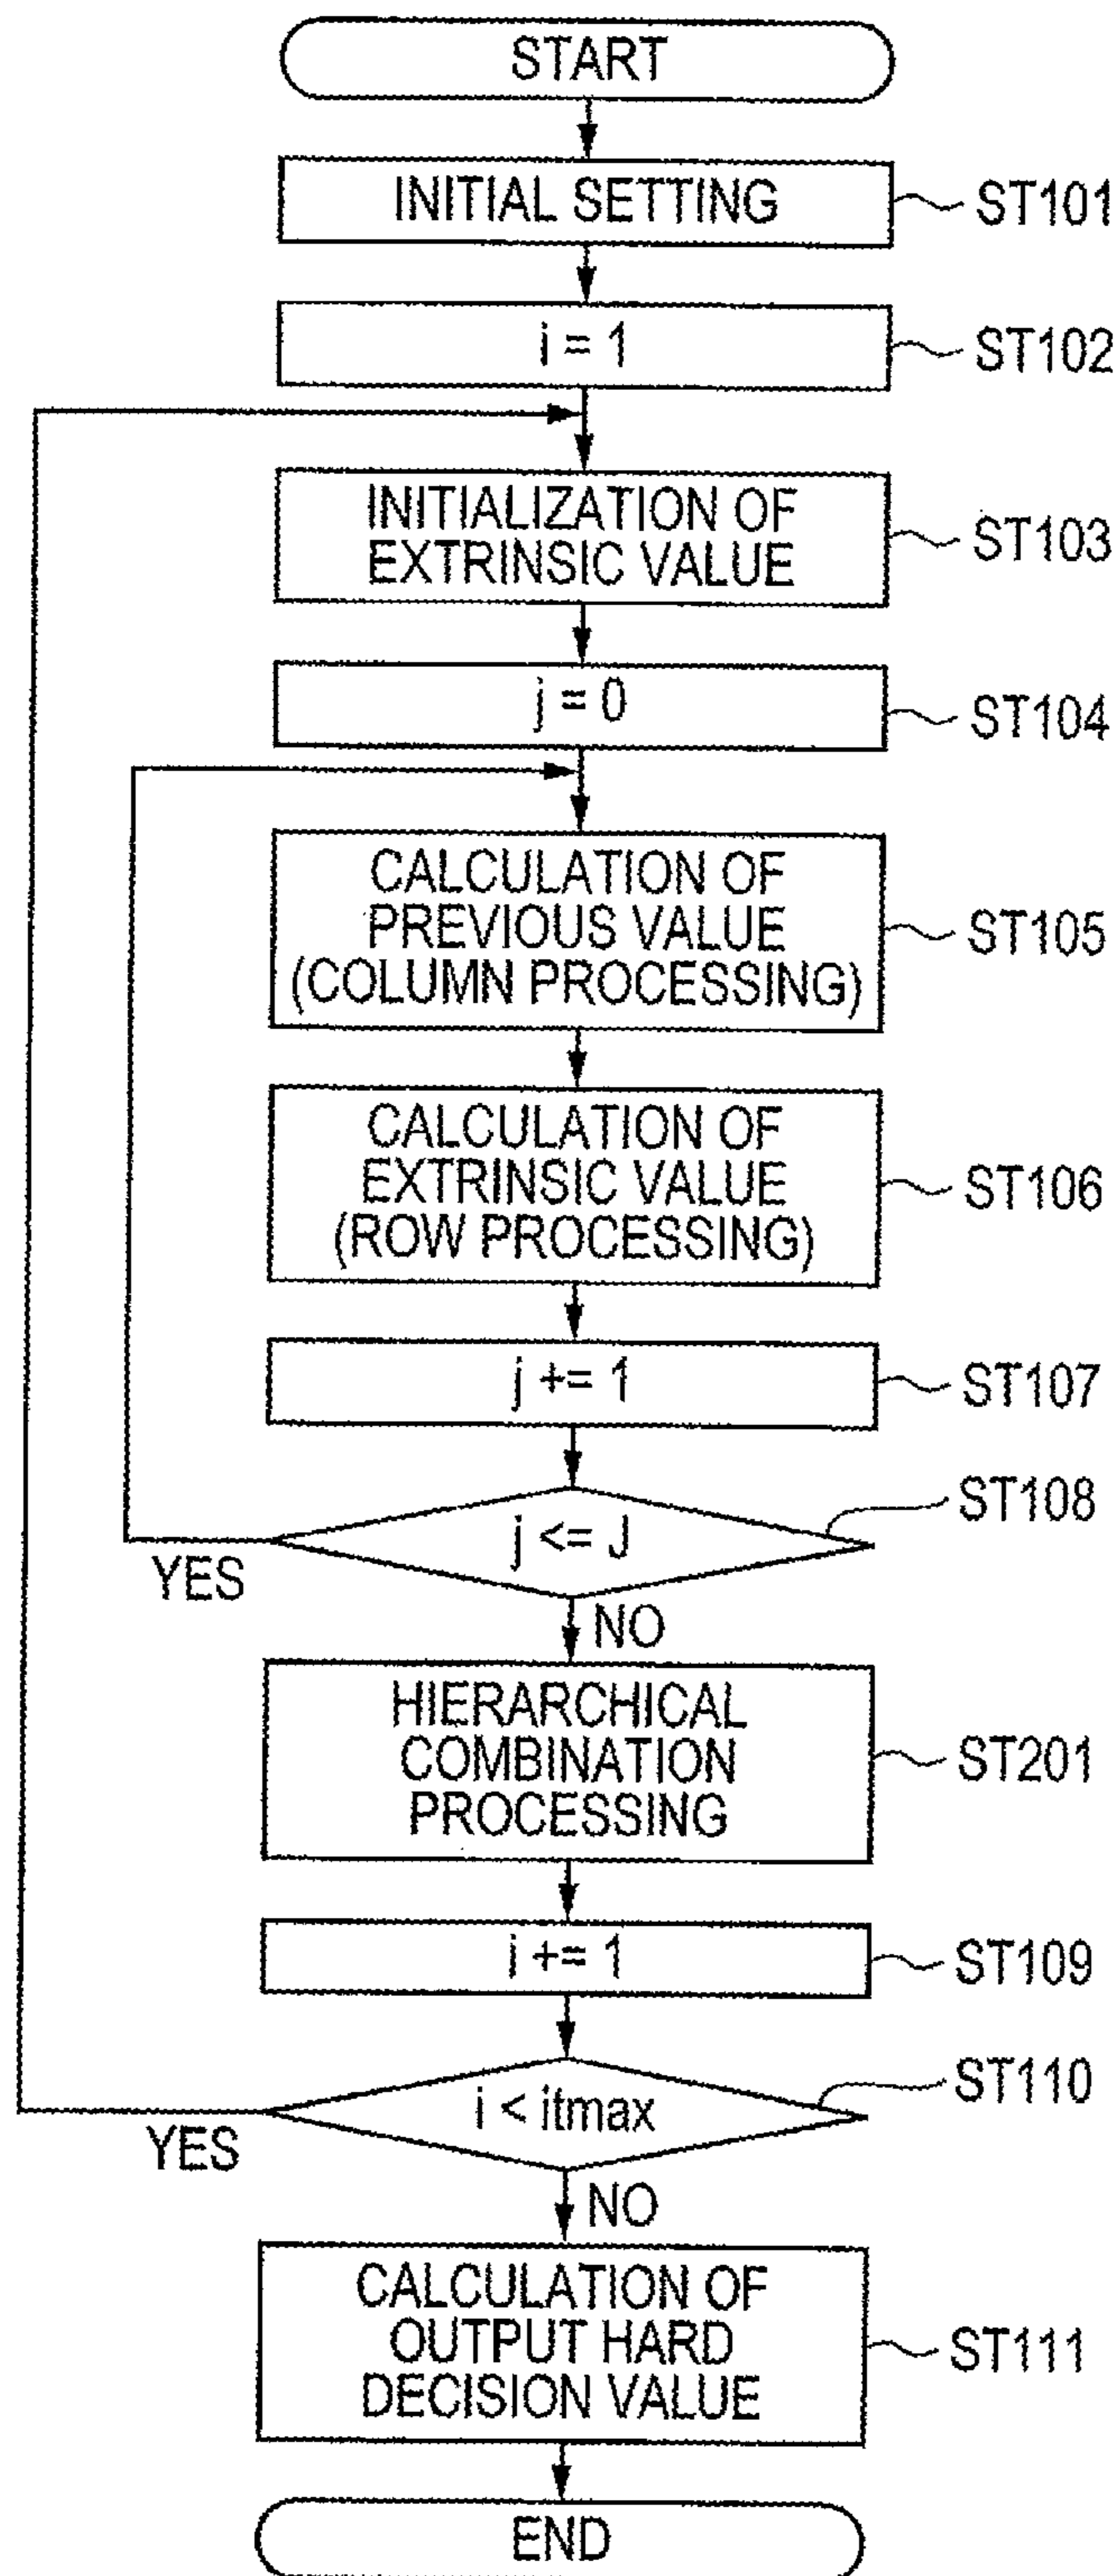 START
INITIAL SETTING
ST101
i = 1
ST102
INITIALIZATION OF
EXTRINSIC VALUE
ST103
j = 0
ST104
CALCULATION OF
PREVIOUS VALUE
(COLUMN PROCESSING)
ST105
CALCULATION OF
EXTRINSIC VALUE
(ROW PROCESSING)
ST106
j += 1
ST107
j <= J
ST108
YES
NO
HIERARCHICAL
COMBINATION
PROCESSING
ST201
i += 1
ST109
i < itmax
ST110
YES
NO
CALCULATION OF
OUTPUT HARD
DECISION VALUE
ST111
END